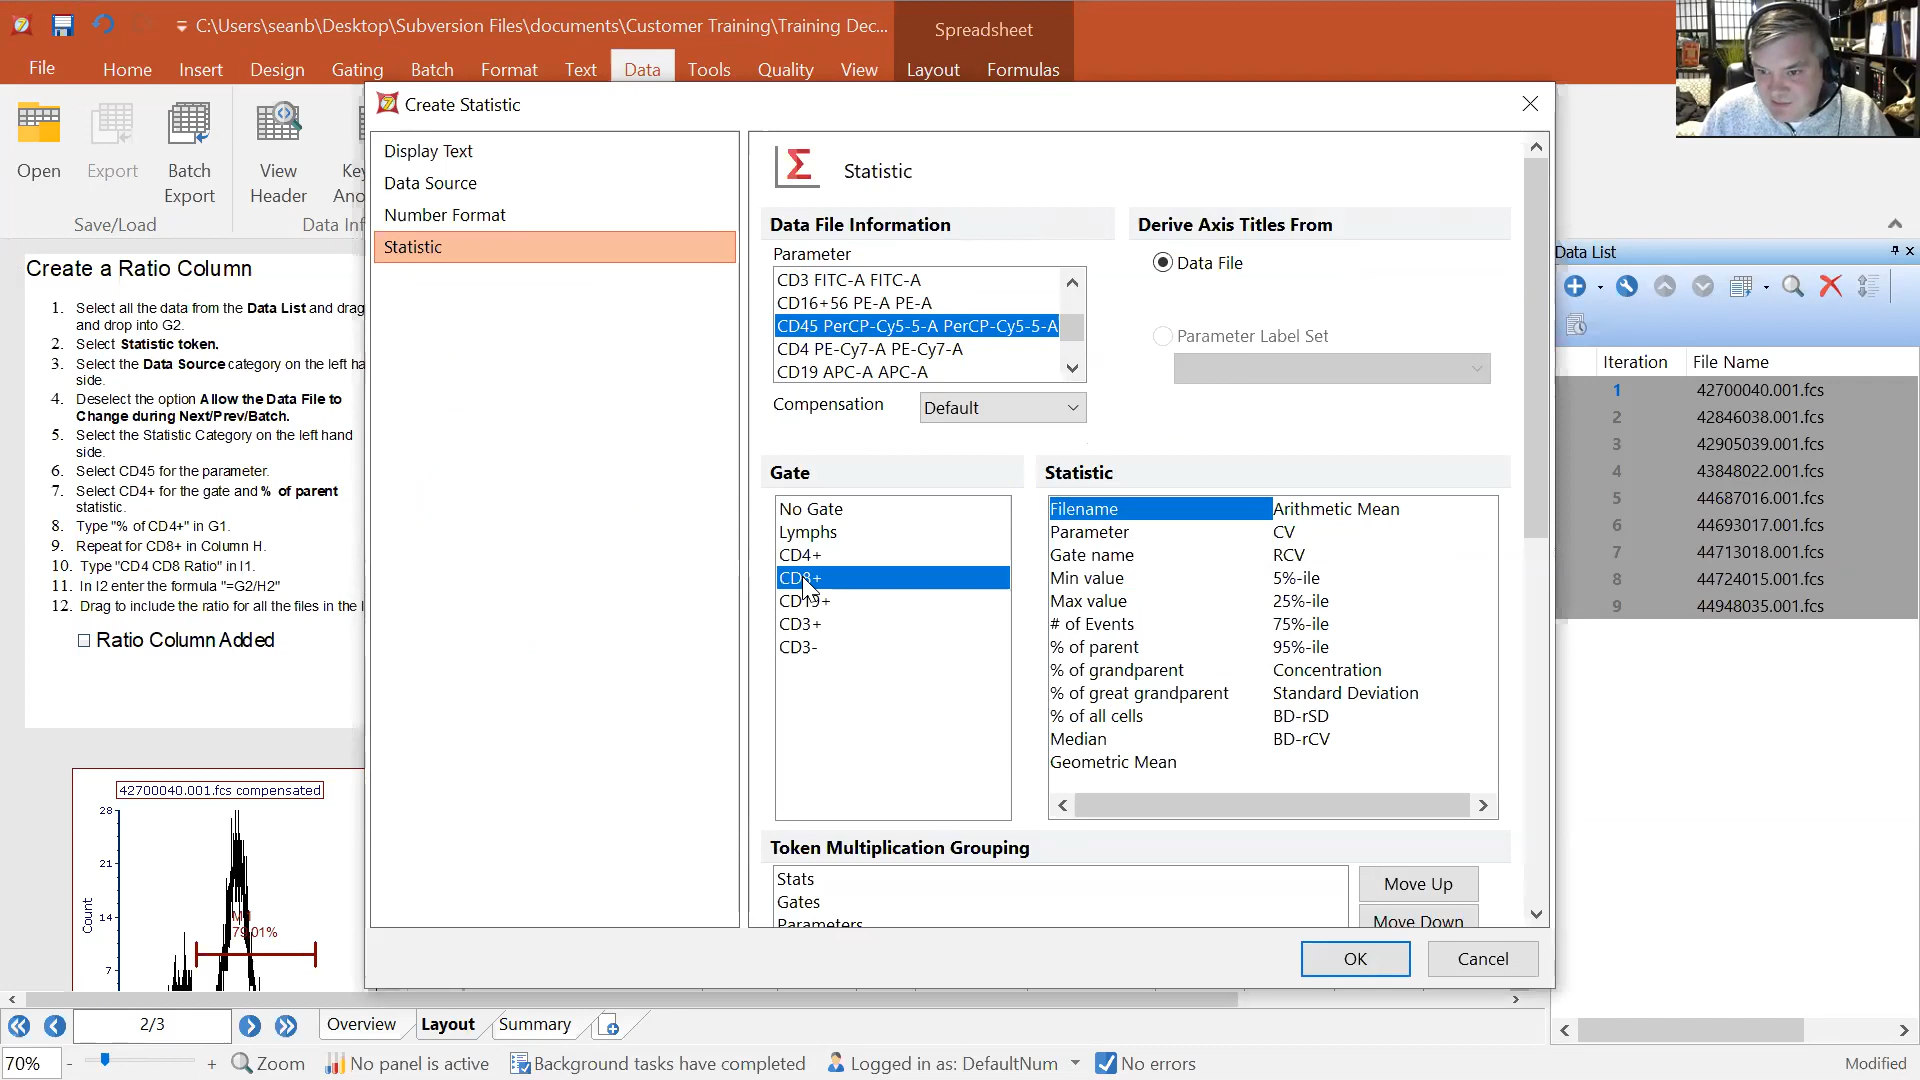 C:\Users\seanb\Desktop\Subversion Files\documents\Customer Training\Training Dec...
Spreadsheet
File
Home
Insert
Design
Gating
Batch
Format
Text
Data
Tools
Quality
View
Layout
Formulas
Open
Export
Batch
Export
View
Header
Save/Load
Create a Ratio Column
1. Select all the data from the Data List and drag
and drop into G2.
2. Select Statistic token.
3. Select the Data Source category on the left
side.
4. Deselect the option Allow the Data File to
Change during Next/Prev/Batch.
5. Select the Statistic Category on the left hand
side.
6. Select CD45 for the parameter.
7. Select CD4+ for the gate and % of parent
statistic.
8. Type "% of CD4+" in G1.
9. Repeat for CD8+ in Column H.
10. Type "CD4 CD8 Ratio" in I1.
11. In I2 enter the formula "=G2/H2"
12. Drag to include the ratio for all the files in the
Ratio Column Added
42700040.001.fcs compensated
28
21
14
7
Count
79.01%
Create Statistic
Display Text
Data Source
Number Format
Statistic
Statistic
Data File Information
Parameter
CD3 FITC-A FITC-A
CD16+56 PE-A PE-A
CD45 PerCP-Cy5-5-A PerCP-Cy5-5-A
CD4 PE-Cy7-A PE-Cy7-A
CD19 APC-A APC-A
Compensation
Default
Derive Axis Titles From
Data File
Parameter Label Set
Gate
No Gate
Lymphs
CD4+
CD8+
CD19+
CD3+
CD3-
Statistic
Filename
Parameter
Gate name
Min value
Max value
# of Events
% of parent
% of grandparent
% of great grandparent
% of all cells
Median
Geometric Mean
Arithmetic Mean
CV
RCV
5%-ile
25%-ile
75%-ile
95%-ile
Concentration
Standard Deviation
BD-rSD
BD-rCV
Token Multiplication Grouping
Stats
Gates
Parameters
Move Up
Move Down
OK
Cancel
Data List
Iteration File Name
1 42700040.001.fcs
2 42846038.001.fcs
3 42905039.001.fcs
4 43848022.001.fcs
5 44687016.001.fcs
6 44693017.001.fcs
7 44713018.001.fcs
8 44724015.001.fcs
9 44948035.001.fcs
2/3
Overview
Layout
Summary
70%
- +
Zoom
No panel is active
Background tasks have completed
Logged in as: DefaultNum
No errors
Modified